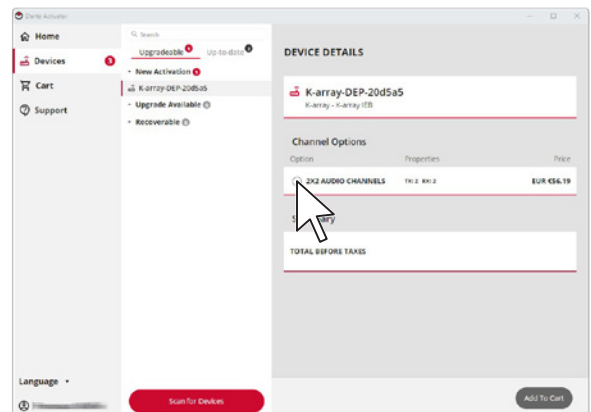 Dante Activator
Home
Devices 3
Cart
Support
Language
Search
Upgradeable Up-to-date
New Activation
K-array-DEP-20d5a5
Upgrade Available
Recoverable
Scan for Devices
DEVICE DETAILS
K-array-DEP-20d5a5
K-array - K-array IEB
Channel Options
Option Properties Price
2X2 AUDIO CHANNELS TX: 2 RX: 2 EUR €56.19
TOTAL BEFORE TAXES
Add To Cart